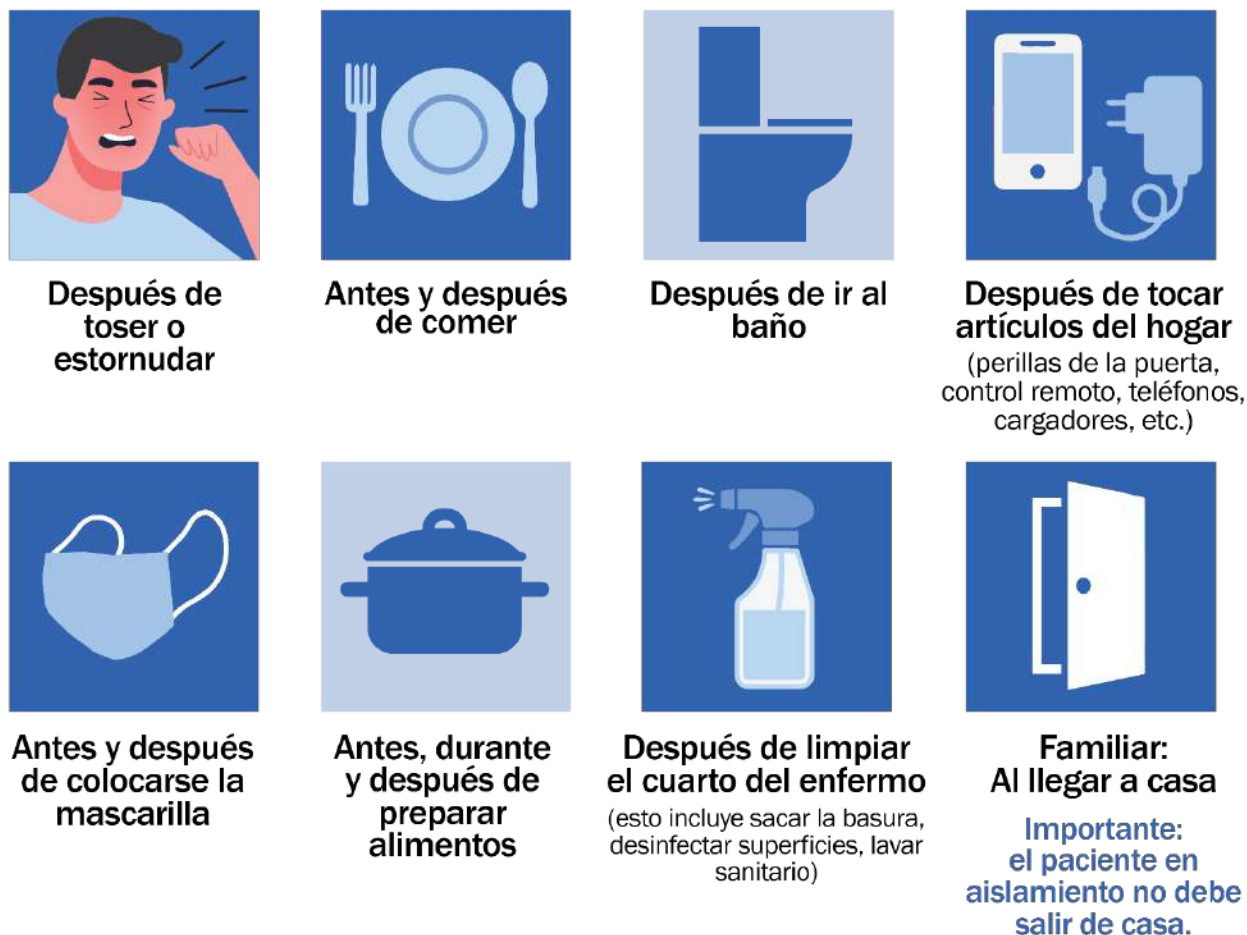 Después de
toser o
estornudar
Antes y después
de comer
Después de ir al
baño
Después de tocar
artículos del hogar
(perillas de la puerta,
control remoto, teléfonos,
cargadores, etc.)
Antes y después
de colocarse la
mascarilla
Antes, durante
y después de
preparar
alimentos
Después de limpiar
el cuarto del enfermo
(esto incluye sacar la basura,
desinfectar superficies, lavar
sanitario)
Familiar:
Al llegar a casa
Importante:
el paciente en
aislamiento no debe
salir de casa.